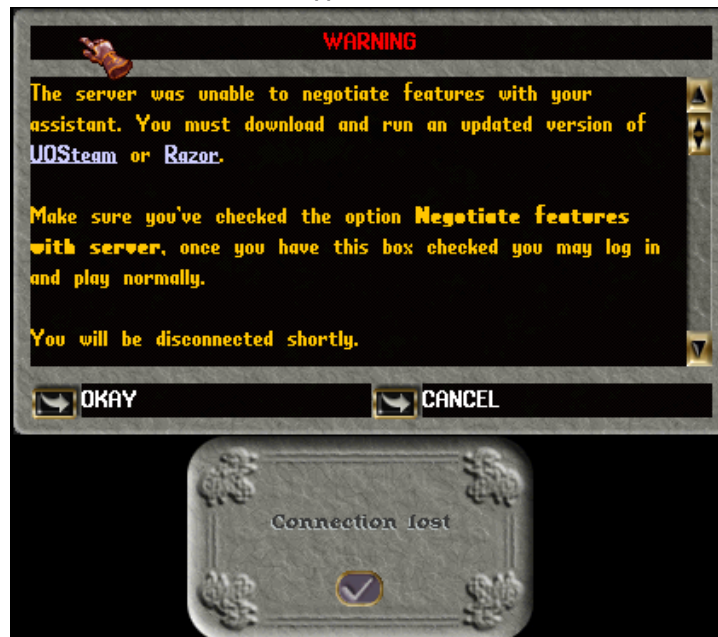 WARNING
The server was unable to negotiate features with your
assistant. You must download and run an updated version of
UOSteam or Razor.
Make sure you've checked the option Negotiate features
with server, once you have this box checked you may log in
and play normally.
You will be disconnected shortly.
OKAY
CANCEL
Connection lost